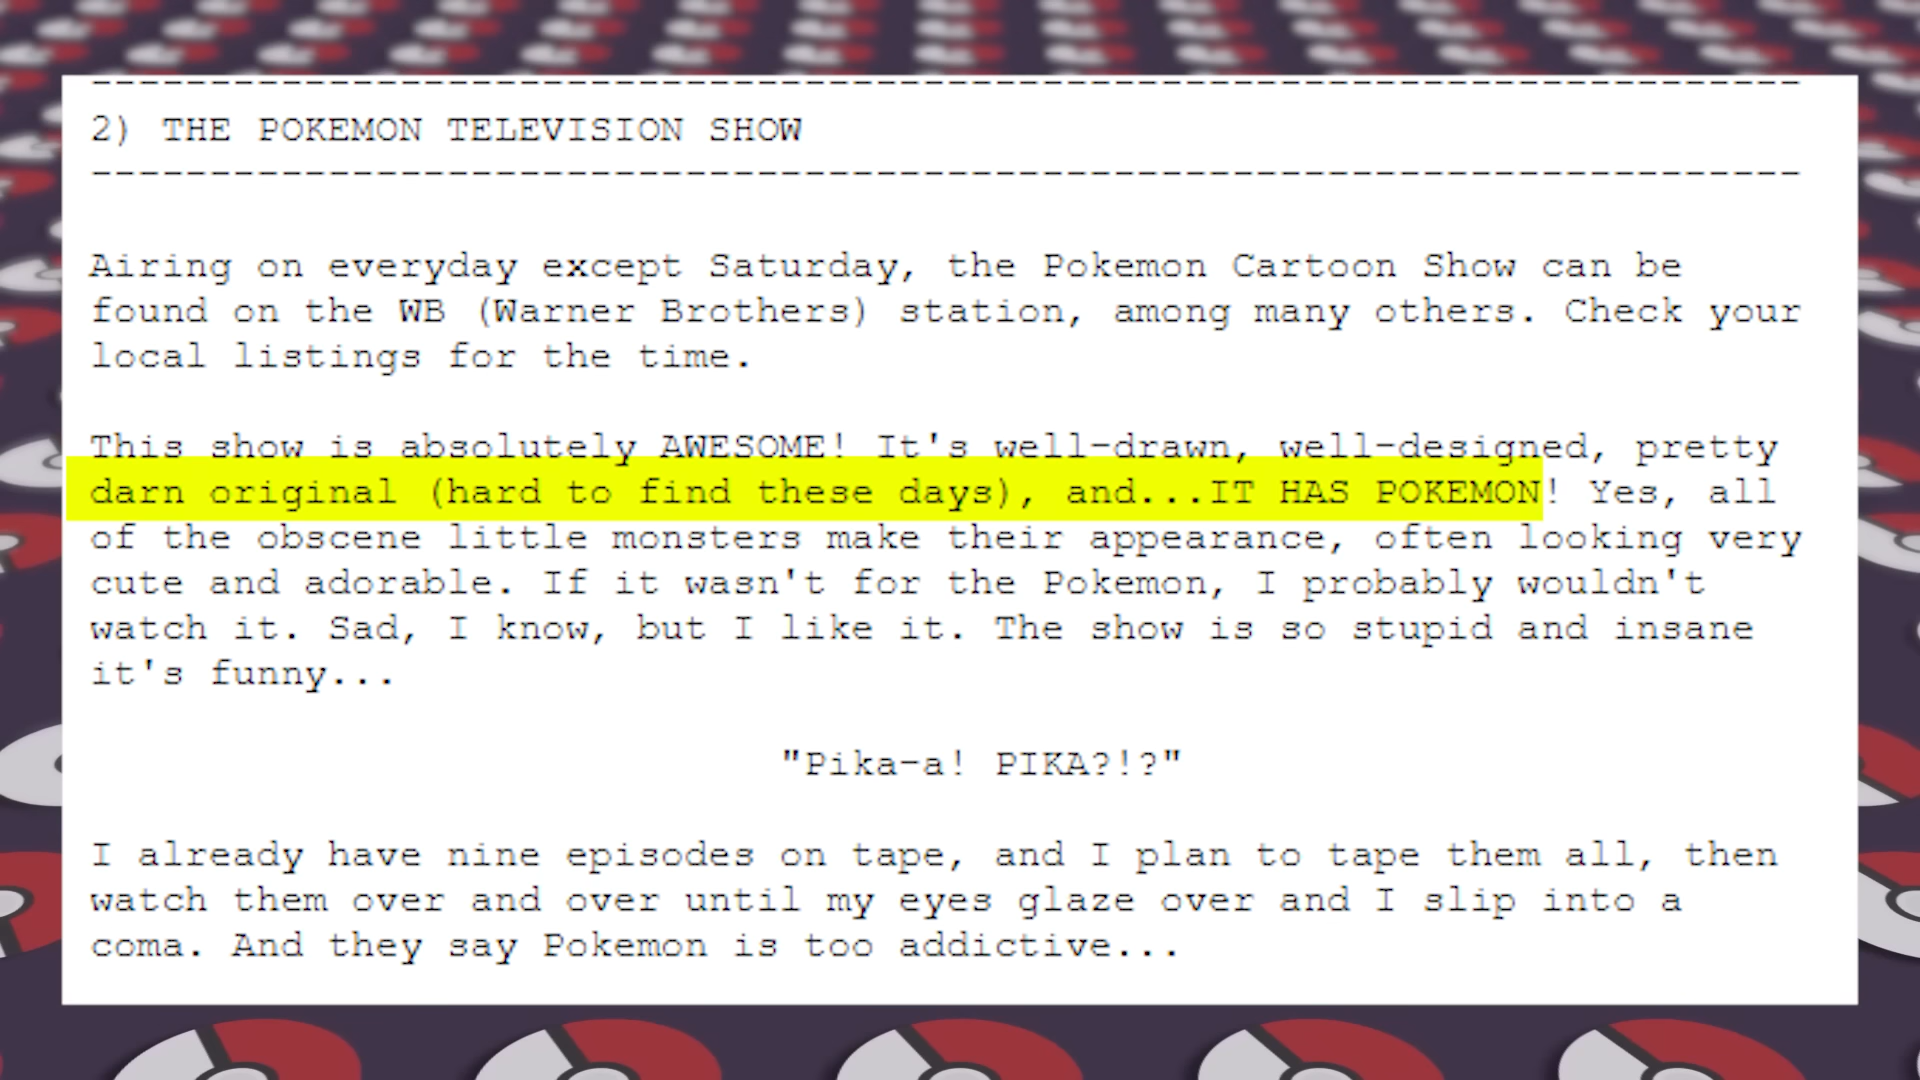 ------------------------------------------------------------------------
2) THE POKEMON TELEVISION SHOW
------------------------------------------------------------------------
Airing on everyday except Saturday, the Pokemon Cartoon Show can be
found on the WB (Warner Brothers) station, among many others. Check your
local listings for the time.
This show is absolutely AWESOME! It's well-drawn, well-designed, pretty
darn original (hard to find these days), and...IT HAS POKEMON! Yes, all
of the obscene little monsters make their appearance, often looking very
cute and adorable. If it wasn't for the Pokemon, I probably wouldn't
watch it. Sad, I know, but I like it. The show is so stupid and insane
it's funny...
"Pika-a! PIKA?!?"
I already have nine episodes on tape, and I plan to tape them all, then
watch them over and over until my eyes glaze over and I slip into a
coma. And they say Pokemon is too addictive...